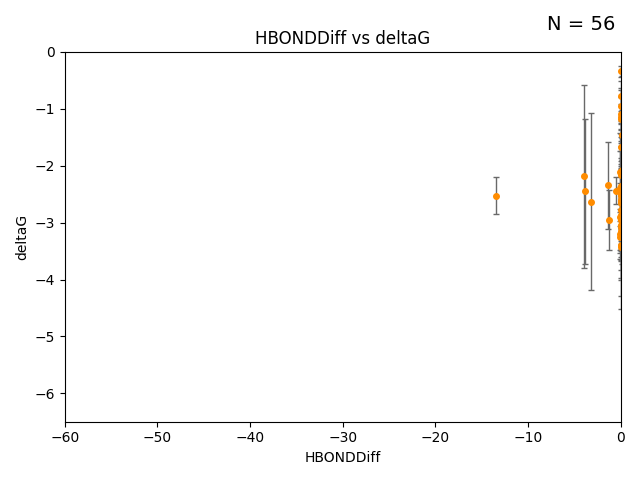 N = 56
HBONDDiff vs deltaG
0
−1
−2
−3
−4
−5
−6
deltaG
−60 −50 −40 −30 −20 −10 0
HBONDDiff